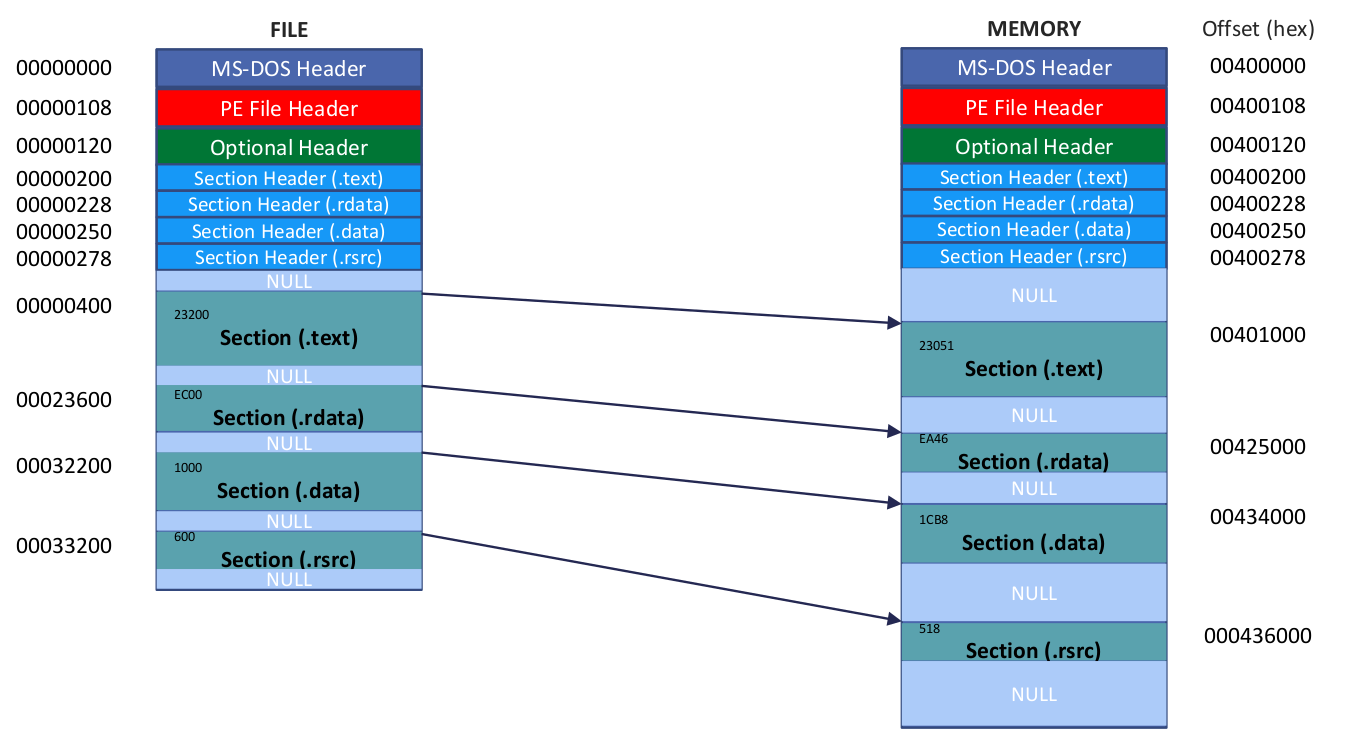 FILE
MEMORY
Offset (hex)
00000000
MS-DOS Header
MS-DOS Header
00400000
00000108
PE File Header
PE File Header
00400108
00000120
Optional Header
Optional Header
00400120
00000200
Section Header (.text)
Section Header (.text)
00400200
00000228
Section Header (.rdata)
Section Header (.rdata)
00400228
00000250
Section Header (.data)
Section Header (.data)
00400250
00000278
Section Header (.rsrc)
Section Header (.rsrc)
00400278
NULL
NULL
00000400
23200
Section (.text)
00401000
23051
Section (.text)
NULL
NULL
00023600
EC00
Section (.rdata)
00425000
EA46
Section (.rdata)
NULL
NULL
00032200
1000
Section (.data)
00434000
1CB8
Section (.data)
NULL
NULL
00033200
600
Section (.rsrc)
NULL
000436000
518
Section (.rsrc)
NULL